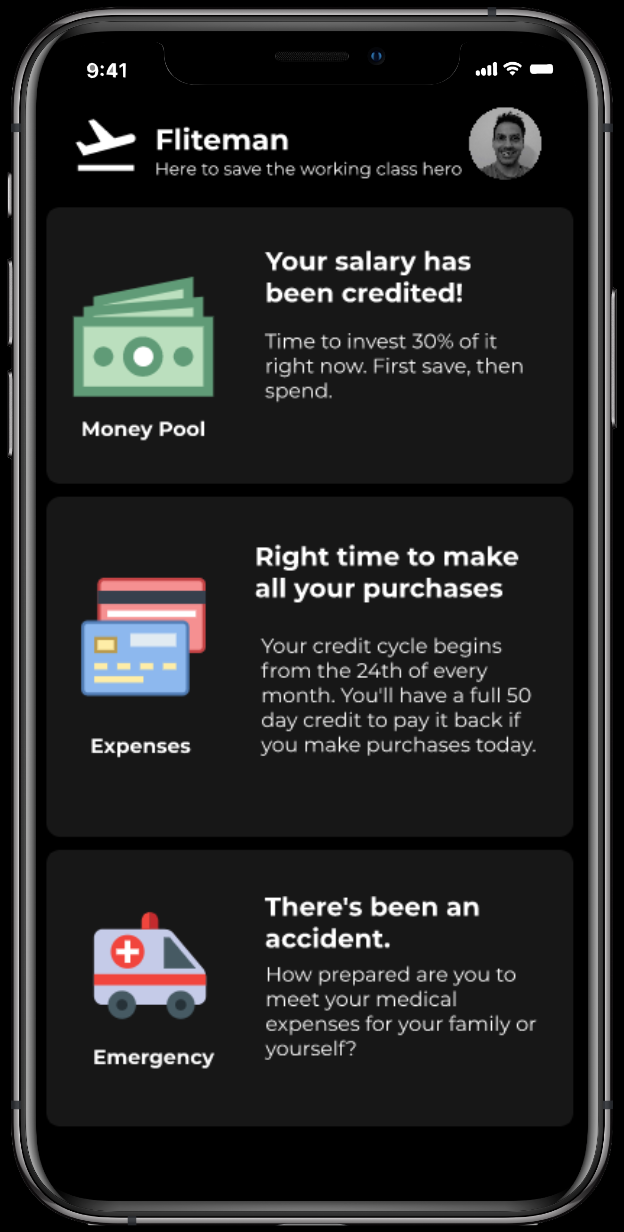 9:41
Fliteman
Here to save the working class hero
Your salary has
been credited!
Time to invest 30% of it
right now. First save, then
spend.
Money Pool
Right time to make
all your purchases
Your credit cycle begins
from the 24th of every
month. You'll have a full 50
day credit to pay it back if
you make purchases today.
Expenses
There's been an
accident.
How prepared are you to
meet your medical
expenses for your family or
yourself?
Emergency